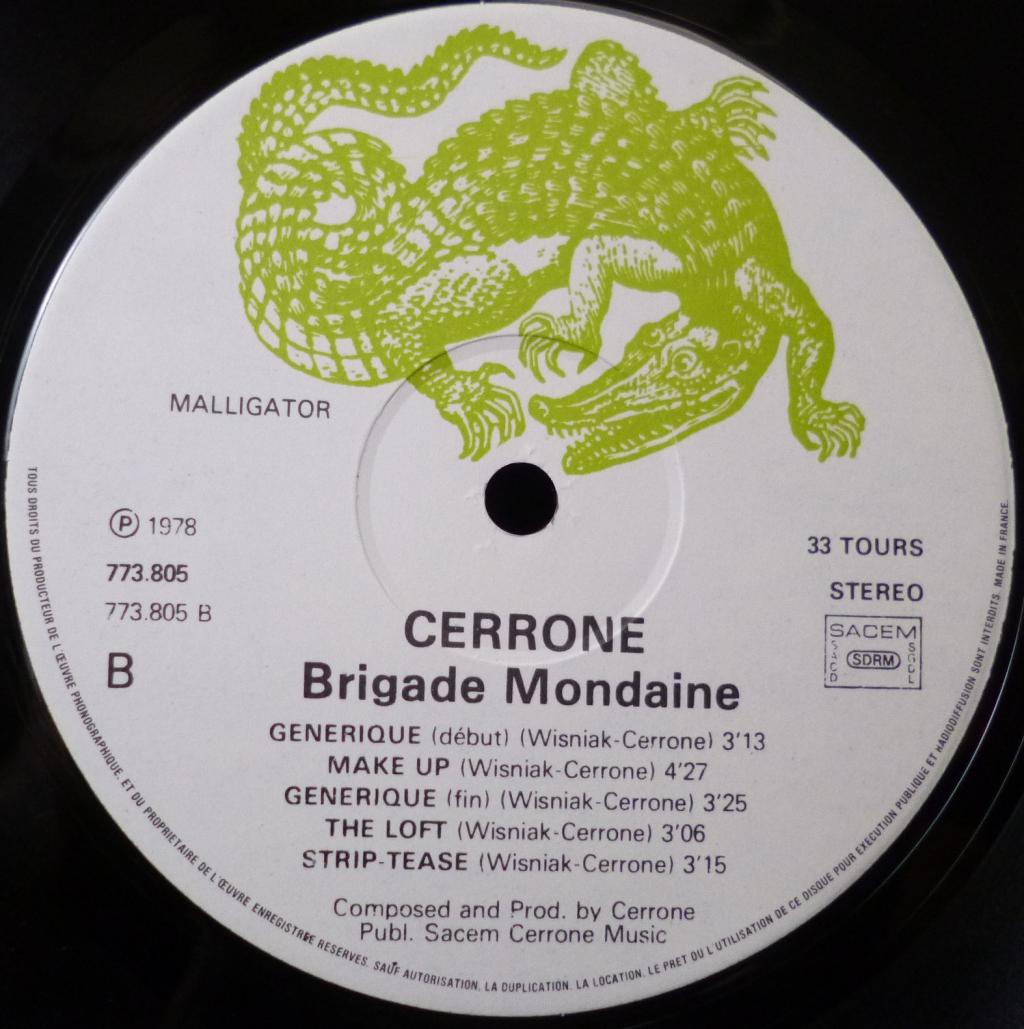 MALLIGATOR
℗ 1978
773.805
773.805 B
B
33 TOURS
STEREO
SACEM
SACD
SDRM
SGDL
CERRONE
Brigade Mondaine
GENERIQUE (début) (Wisniak-Cerrone) 3'13
MAKE UP (Wisniak-Cerrone) 4'27
GENERIQUE (fin) (Wisniak-Cerrone) 3'25
THE LOFT (Wisniak-Cerrone) 3'06
STRIP-TEASE (Wisniak-Cerrone) 3'15
Composed and Prod. by Cerrone
Publ. Sacem Cerrone Music
TOUS DROITS DU PRODUCTEUR DE L'ŒUVRE PHONOGRAPHIQUE. ET DU PROPRIETAIRE DE L'ŒUVRE ENREGISTREE RESERVES. SAUF AUTORISATION. LA DUPLICATION. LA LOCATION. LE PRET OU L'UTILISATION DE CE DISQUE POUR EXECUTION PUBLIQUE ET RADIODIFFUSION SONT INTERDITS. MADE IN FRANCE.